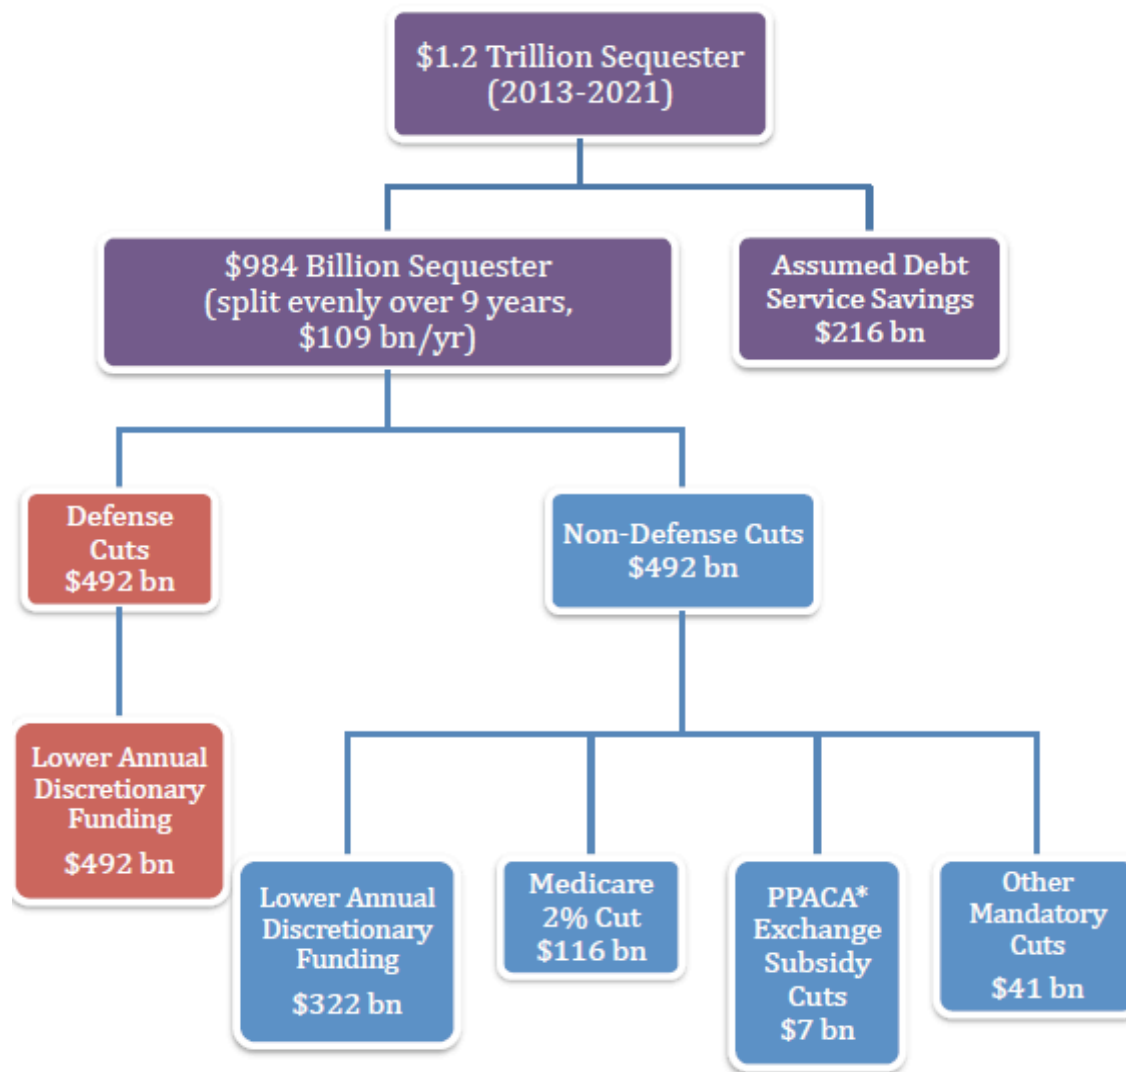 $1.2 Trillion Sequester
(2013-2021)
$984 Billion Sequester
(split evenly over 9 years,
$109 bn/yr)
Assumed Debt
Service Savings
$216 bn
Defense
Cuts
$492 bn
Non-Defense Cuts
$492 bn
Lower Annual
Discretionary
Funding
$492 bn
Lower Annual
Discretionary
Funding
$322 bn
Medicare
2% Cut
$116 bn
PPACA*
Exchange
Subsidy
Cuts
$7 bn
Other
Mandatory
Cuts
$41 bn